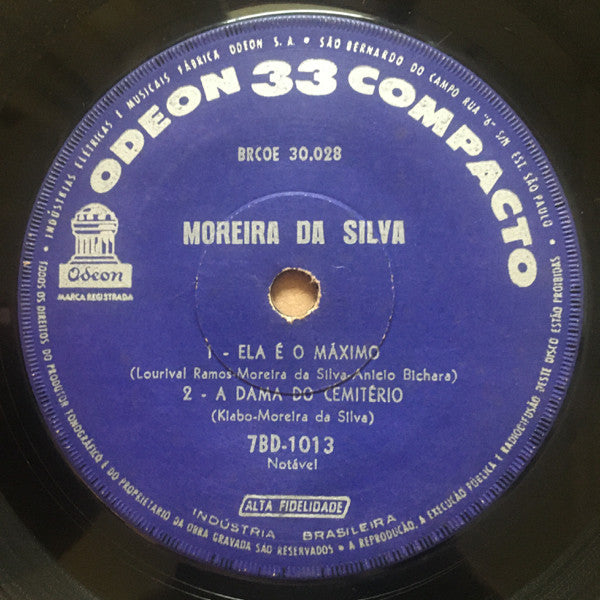 • INDÚSTRIAS ELÉTRICAS E MUSICAIS FÁBRICA ODEON S. A. • SÃO BERNARDO DO CAMPO RUA "6" S/N EST. SÃO PAULO •
ODEON 33 COMPACTO
BRCOE 30.028
MOREIRA DA SILVA
Odeon
MARCA REGISTRADA
1 - ELA É O MÁXIMO
(Lourival Ramos-Moreira da Silva-Anicio Bichara)
2 - A DAMA DO CEMITÉRIO
(Klabo-Moreira da Silva)
7BD-1013
Notável
ALTA FIDELIDADE
INDÚSTRIA BRASILEIRA
TODOS OS DIREITOS DO PRODUTOR FONOGRÁFICO E DO PROPRIETÁRIO DA OBRA GRAVADA SÃO RESERVADOS • A REPRODUÇÃO, A EXECUÇÃO PÚBLICA E RADIODIFUSÃO DESTE DISCO ESTÃO PROIBIDAS